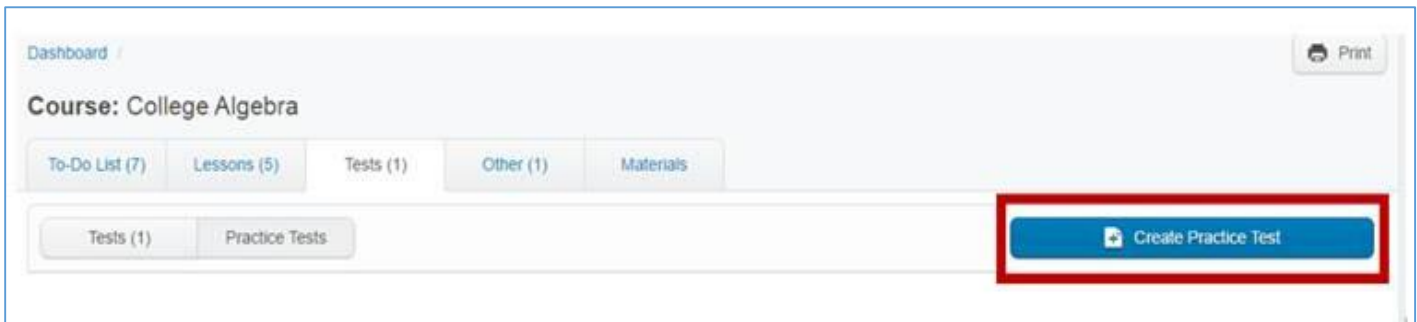 Dashboard /
Print
Course: College Algebra
To-Do List (7) Lessons (5) Tests (1) Other (1) Materials
Tests (1) Practice Tests Create Practice Test